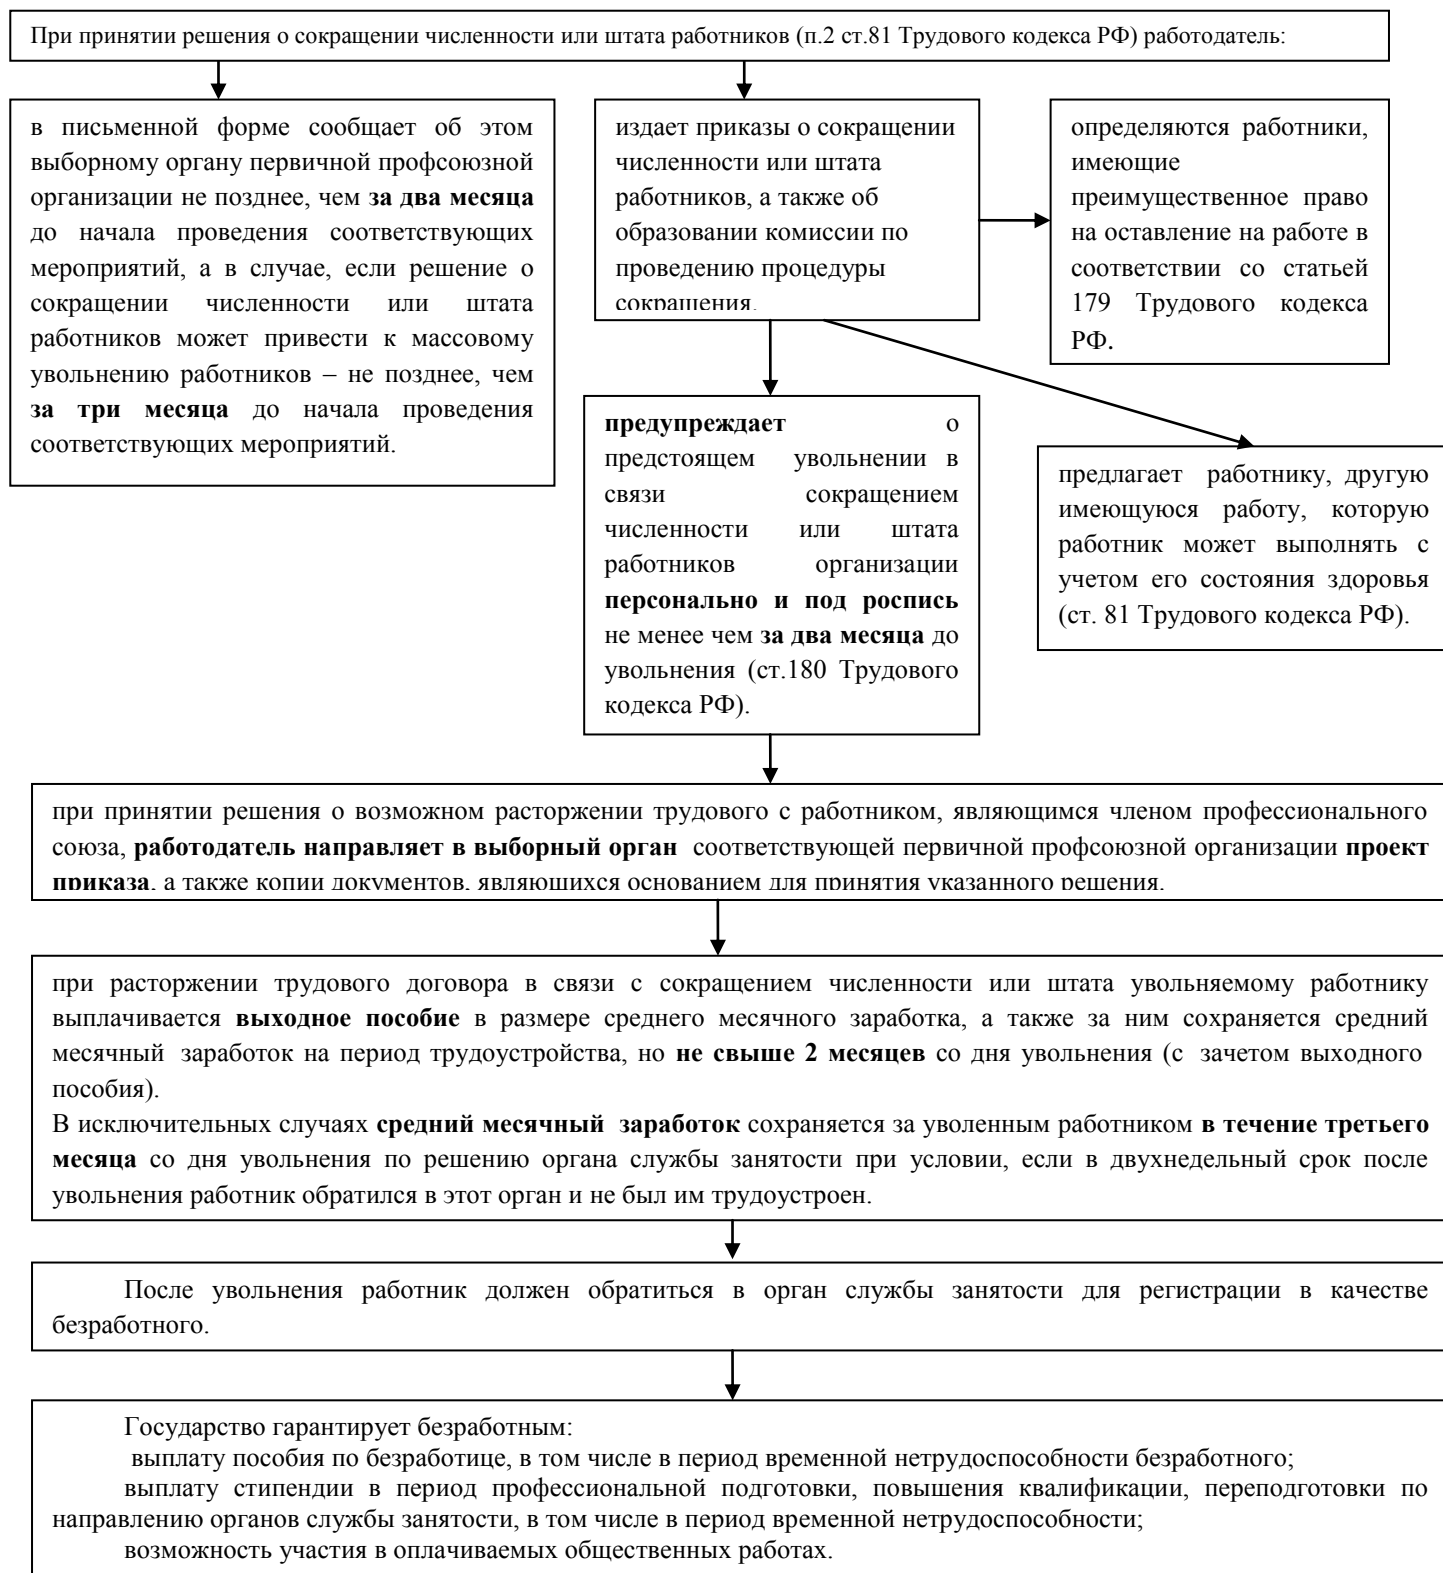 При принятии решения о сокращении численности или штата работников (п.2 ст.81 Трудового кодекса РФ) работодатель:
в письменной форме сообщает об этом
выборному органу первичной профсоюзной
организации не позднее, чем за два месяца
до начала проведения соответствующих
мероприятий, а в случае, если решение о
сокращении численности или штата
работников может привести к массовому
увольнению работников – не позднее, чем
за три месяца до начала проведения
соответствующих мероприятий.
издает приказы о сокращении
численности или штата
работников, а также об
образовании комиссии по
проведению процедуры
сокращения.
определяются работники,
имеющие
преимущественное право
на оставление на работе в
соответствии со статьей
179 Трудового кодекса
РФ.
предупреждает о
предстоящем увольнении в
связи сокращением
численности или штата
работников организации
персонально и под роспись
не менее чем за два месяца до
увольнения (ст.180 Трудового
кодекса РФ).
предлагает работнику, другую
имеющуюся работу, которую
работник может выполнять с
учетом его состояния здоровья
(ст. 81 Трудового кодекса РФ).
при принятии решения о возможном расторжении трудового с работником, являющимся членом профессионального
союза, работодатель направляет в выборный орган соответствующей первичной профсоюзной организации проект
приказа, а также копии документов, являющихся основанием для принятия указанного решения.
при расторжении трудового договора в связи с сокращением численности или штата увольняемому работнику
выплачивается выходное пособие в размере среднего месячного заработка, а также за ним сохраняется средний
месячный заработок на период трудоустройства, но не свыше 2 месяцев со дня увольнения (с зачетом выходного
пособия).
В исключительных случаях средний месячный заработок сохраняется за уволенным работником в течение третьего
месяца со дня увольнения по решению органа службы занятости при условии, если в двухнедельный срок после
увольнения работник обратился в этот орган и не был им трудоустроен.
После увольнения работник должен обратиться в орган службы занятости для регистрации в качестве
безработного.
Государство гарантирует безработным:
выплату пособия по безработице, в том числе в период временной нетрудоспособности безработного;
выплату стипендии в период профессиональной подготовки, повышения квалификации, переподготовки по
направлению органов службы занятости, в том числе в период временной нетрудоспособности;
возможность участия в оплачиваемых общественных работах.